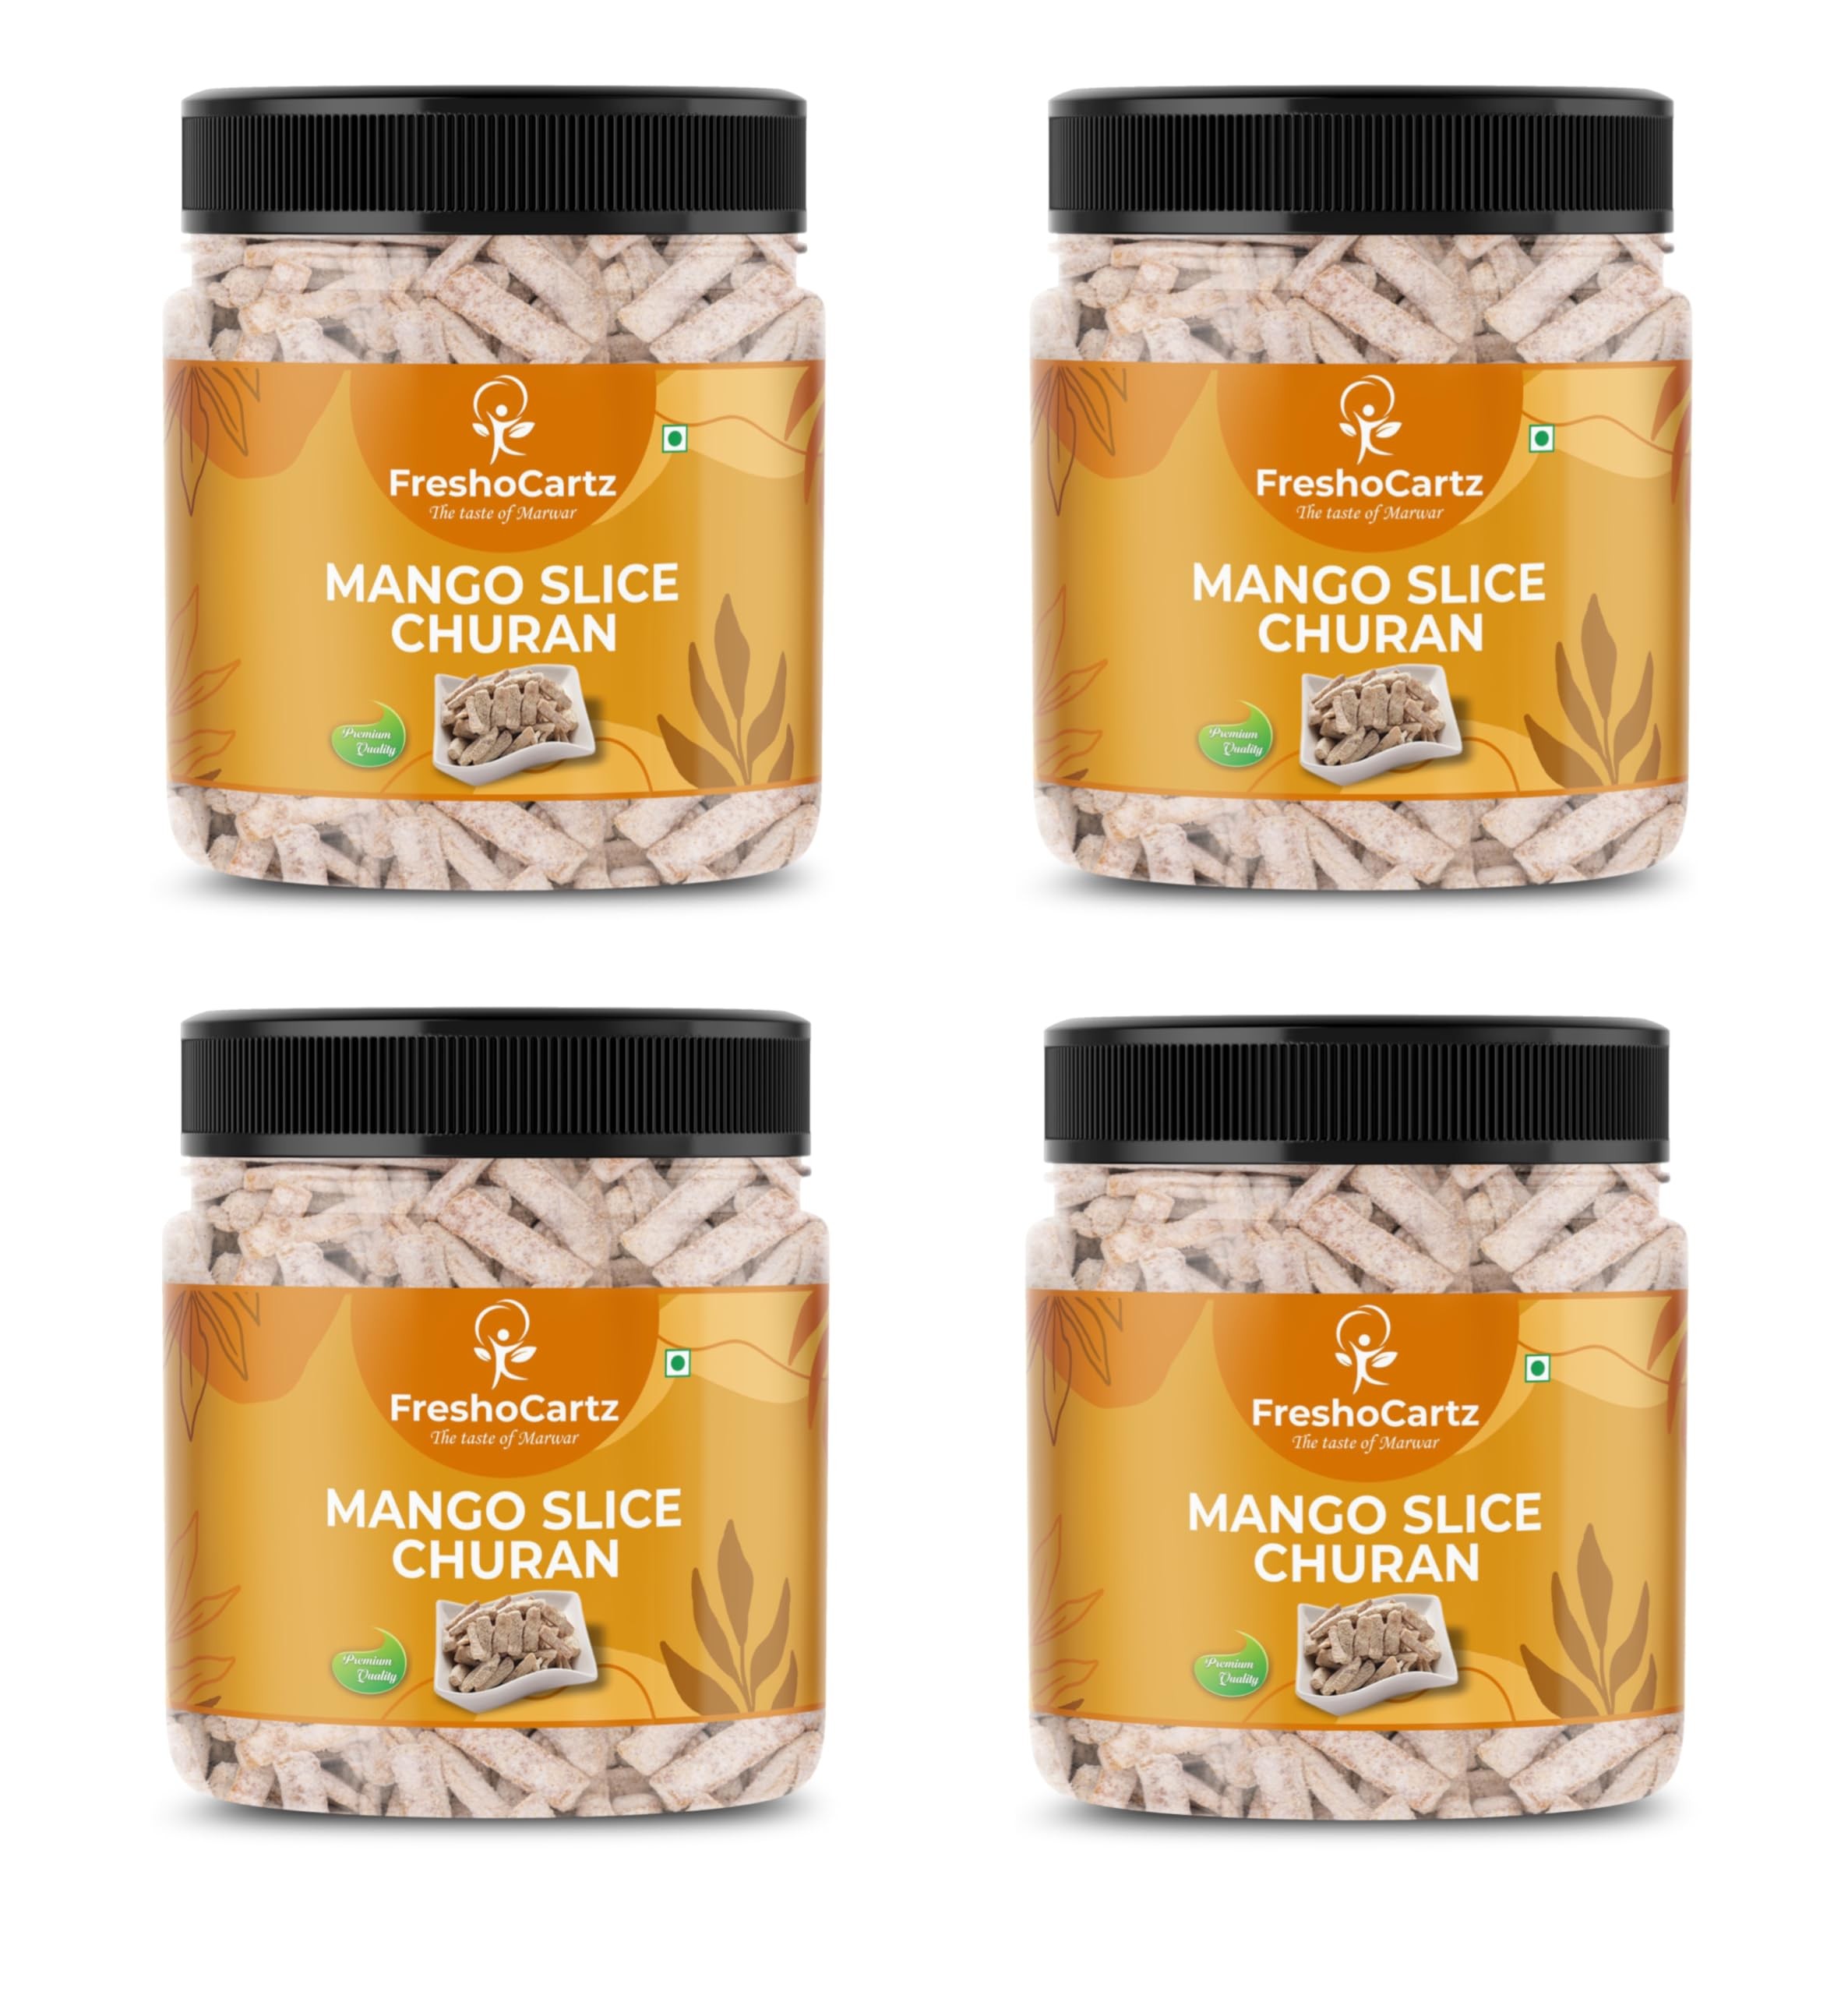 FreshoCartz
The taste of Marwar
MANGO SLICE
CHURAN
Premium
Quality
FreshoCartz
The taste of Marwar
MANGO SLICE
CHURAN
Premium
Quality
FreshoCartz
The taste of Marwar
MANGO SLICE
CHURAN
Premium
Quality
FreshoCartz
The taste of Marwar
MANGO SLICE
CHURAN
Premium
Quality